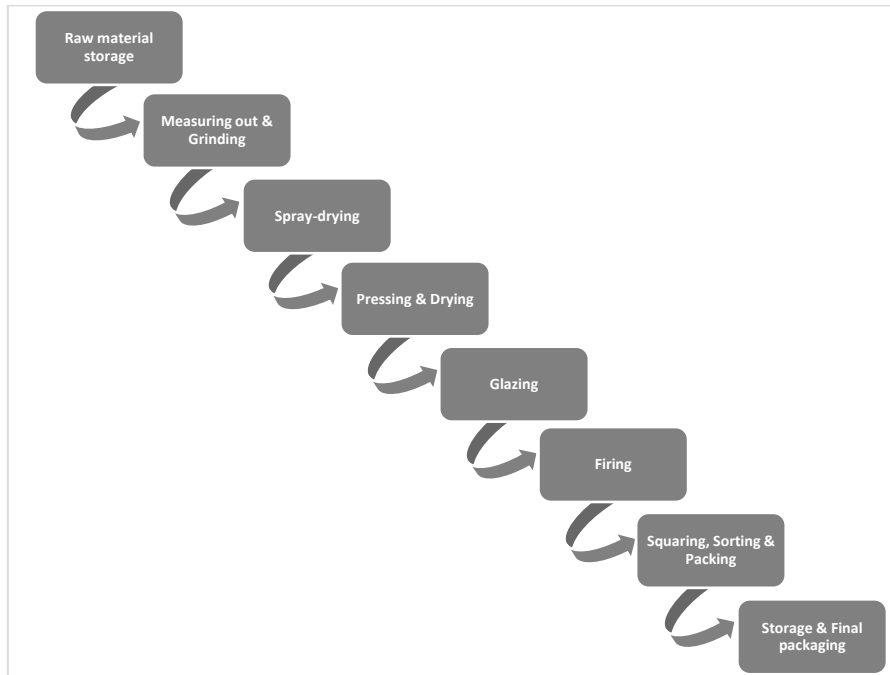 Raw material
storage
Measuring out &
Grinding
Spray-drying
Pressing & Drying
Glazing
Firing
Squaring, Sorting &
Packing
Storage & Final
packaging